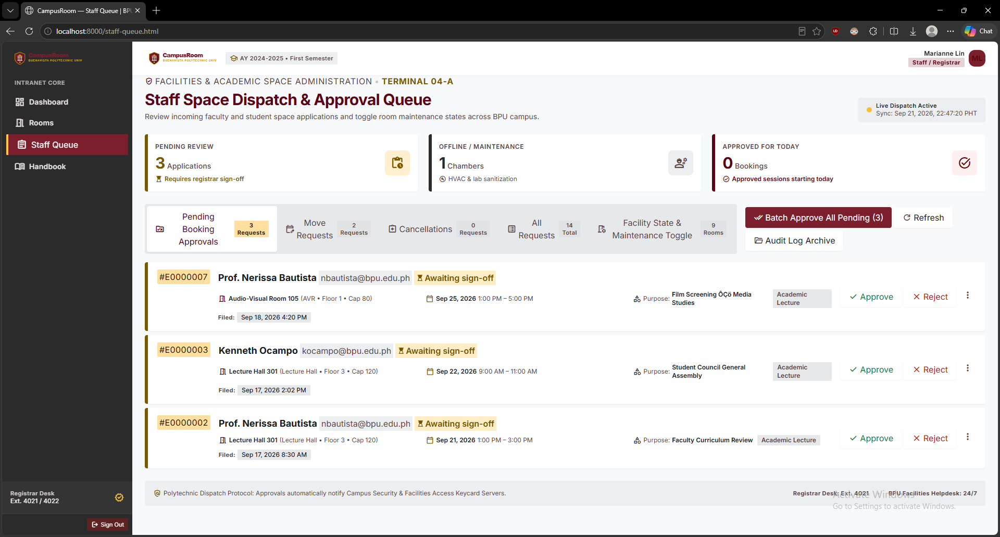 CampusRoom — Staff Queue | BPU
localhost:8000/staff-queue.html
Chat
CampusRoom
BUENAVISTA POLYTECHNIC UNIV
INTRANET CORE
Dashboard
Rooms
Staff Queue
Handbook
Registrar Desk
Ext. 4021 / 4022
Sign Out
CampusRoom
BUENAVISTA POLYTECHNIC UNIV
AY 2024-2025 • First Semester
Marianne Lin
Staff / Registrar
ML
FACILITIES & ACADEMIC SPACE ADMINISTRATION • TERMINAL 04-A
Staff Space Dispatch & Approval Queue
Review incoming faculty and student space applications and toggle room maintenance states across BPU campus.
Live Dispatch Active
Sync: Sep 21, 2026, 22:47:20 PHT
PENDING REVIEW
3 Applications
Requires registrar sign-off
OFFLINE / MAINTENANCE
1 Chambers
HVAC & lab sanitization
APPROVED FOR TODAY
0 Bookings
Approved sessions starting today
Pending
Booking
Approvals
3
Requests
Move
Requests
2
Requests
Cancellations
0
Requests
All
Requests
14
Total
Facility State &
Maintenance Toggle
9
Rooms
Batch Approve All Pending (3)
Refresh
Audit Log Archive
#E0000007
Prof. Nerissa Bautista nbautista@bpu.edu.ph Awaiting sign-off
Audio-Visual Room 105 (AVR • Floor 1 • Cap 80)
Sep 25, 2026 1:00 PM – 5:00 PM
Purpose: Film Screening ÔÇö Media
Studies
Academic
Lecture
Approve
Reject
Filed: Sep 18, 2026 4:20 PM
#E0000003
Kenneth Ocampo kocampo@bpu.edu.ph Awaiting sign-off
Lecture Hall 301 (Lecture Hall • Floor 3 • Cap 120)
Sep 22, 2026 9:00 AM – 11:00 AM
Purpose: Student Council General
Assembly
Academic
Lecture
Approve
Reject
Filed: Sep 17, 2026 2:02 PM
#E0000002
Prof. Nerissa Bautista nbautista@bpu.edu.ph Awaiting sign-off
Lecture Hall 301 (Lecture Hall • Floor 3 • Cap 120)
Sep 21, 2026 1:00 PM – 3:00 PM
Purpose: Faculty Curriculum Review
Academic Lecture
Approve
Reject
Filed: Sep 17, 2026 8:30 AM
Polytechnic Dispatch Protocol: Approvals automatically notify Campus Security & Facilities Access Keycard Servers.
Registrar Desk: Ext. 4021
BPU Facilities Helpdesk: 24/7
Activate Windows
Go to Settings to activate Windows.